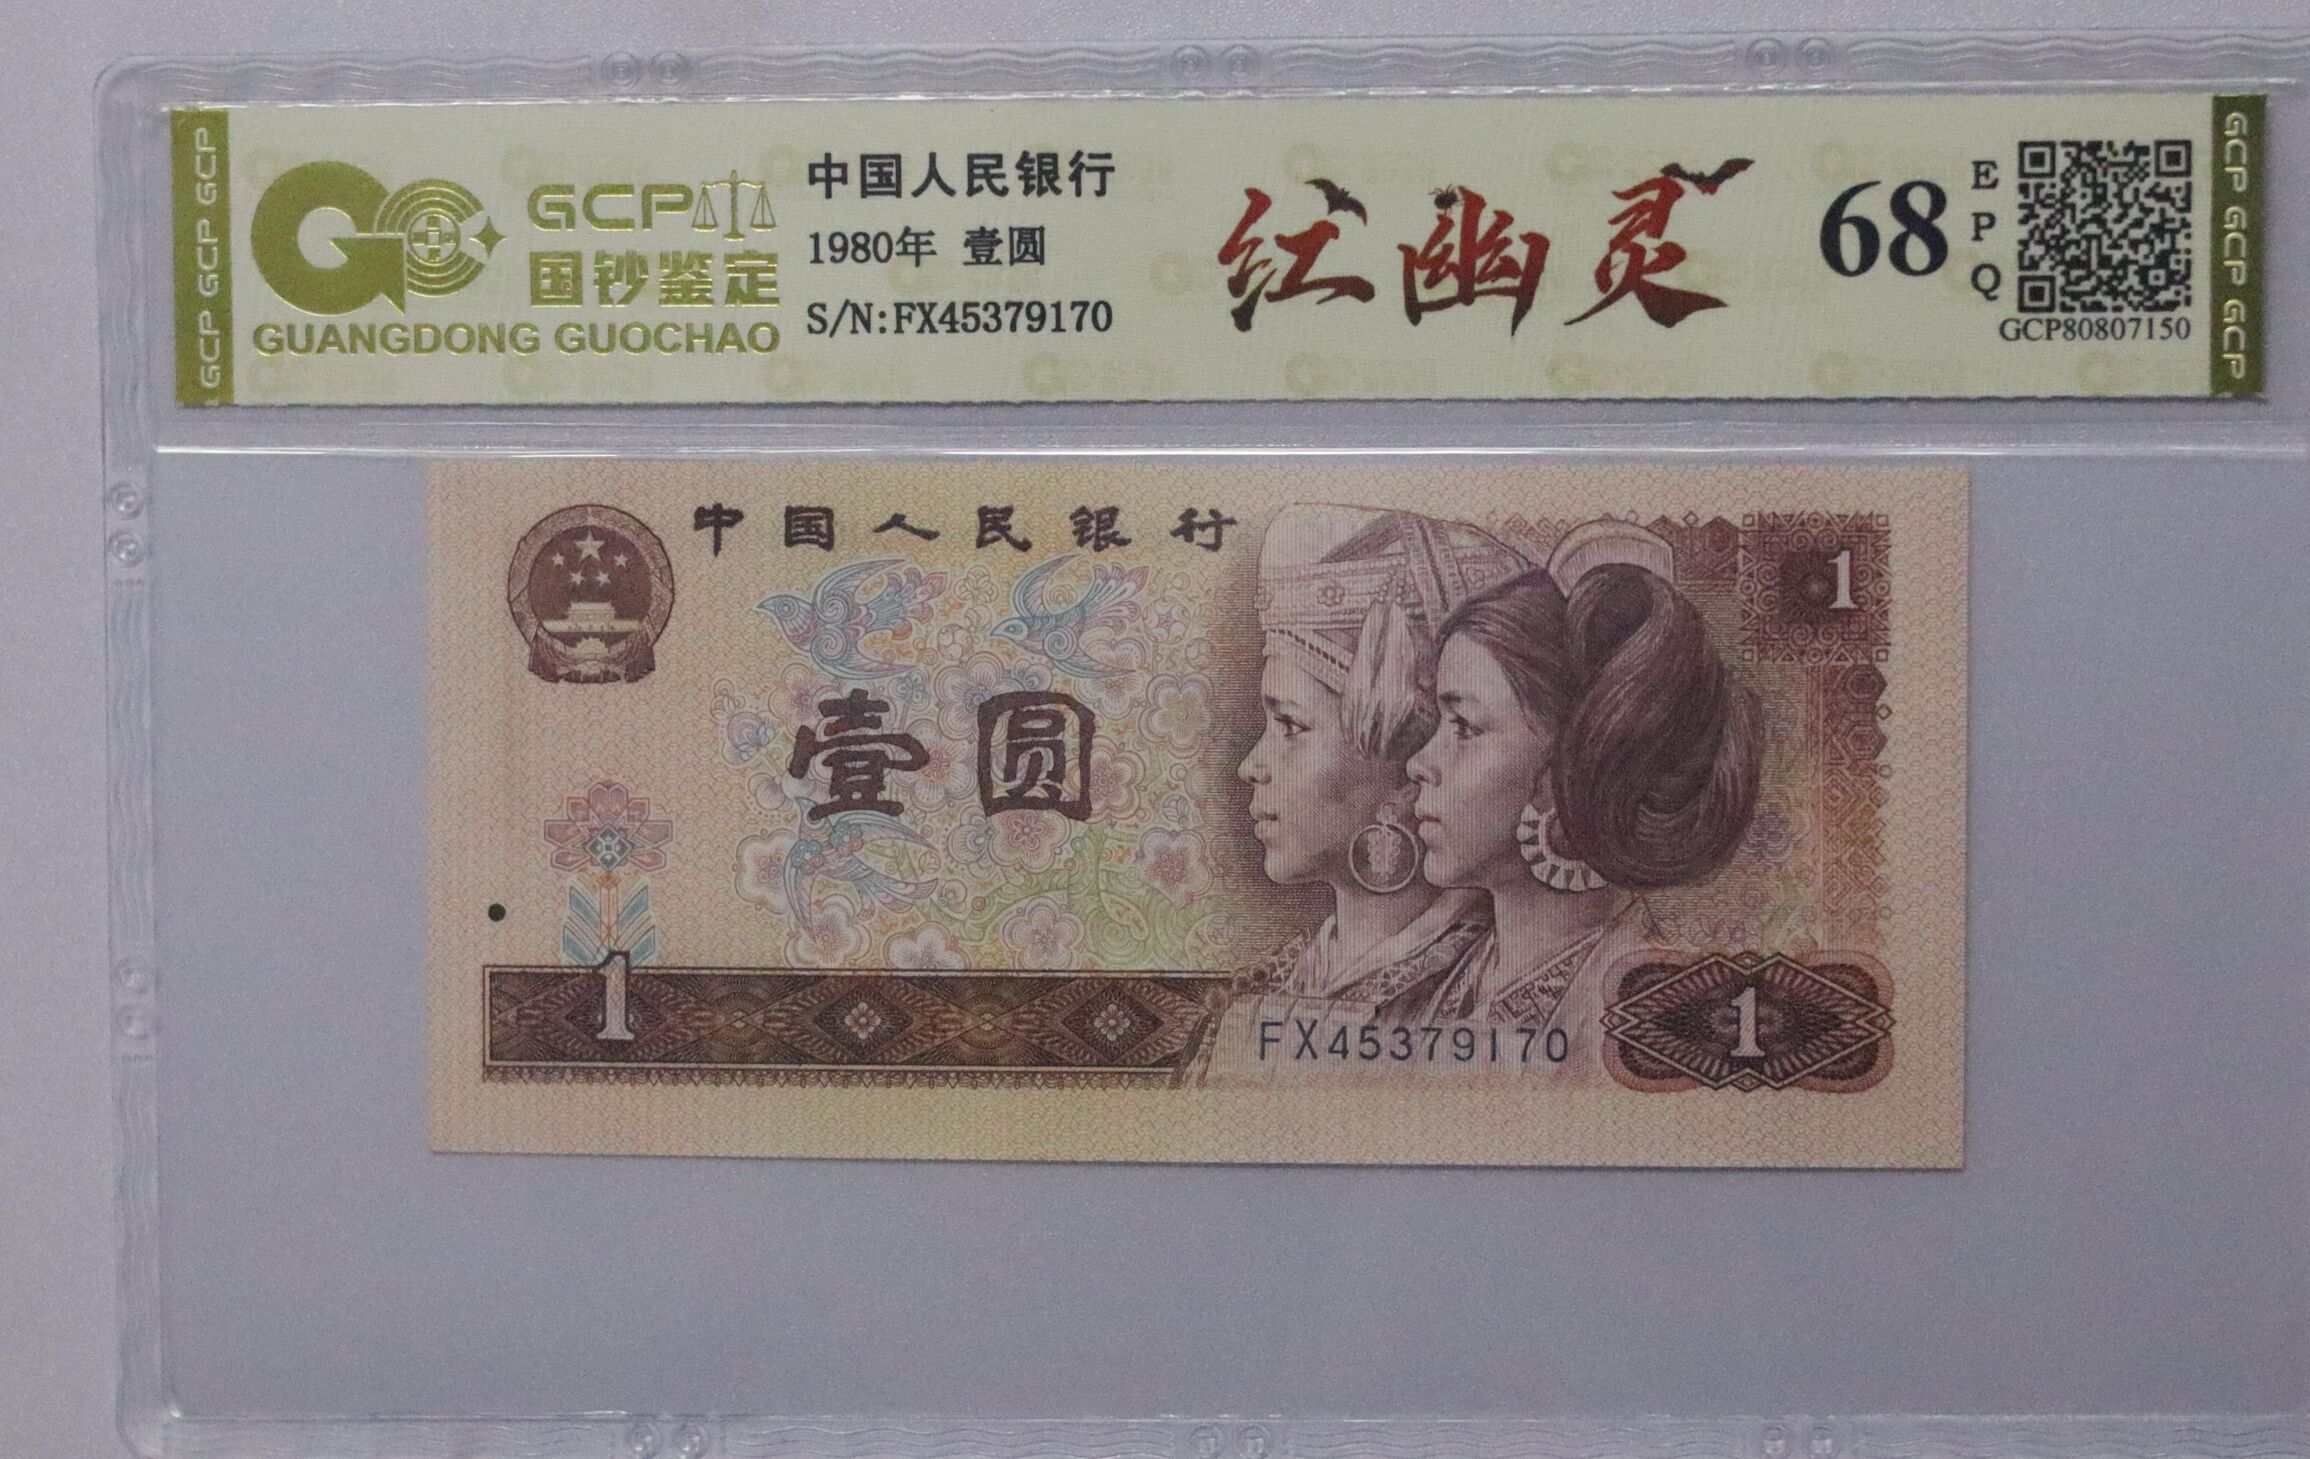 GCP GCP GCP
GCP
国钞鉴定
GUANGDONG GUOCHAO
中国人民银行
1980年 壹圆
S/N:FX45379170
红幽灵
68
EPQ
GCP80807150
GCP GCP GCP
中国人民银行
1
壹圆
1
FX45379170
1